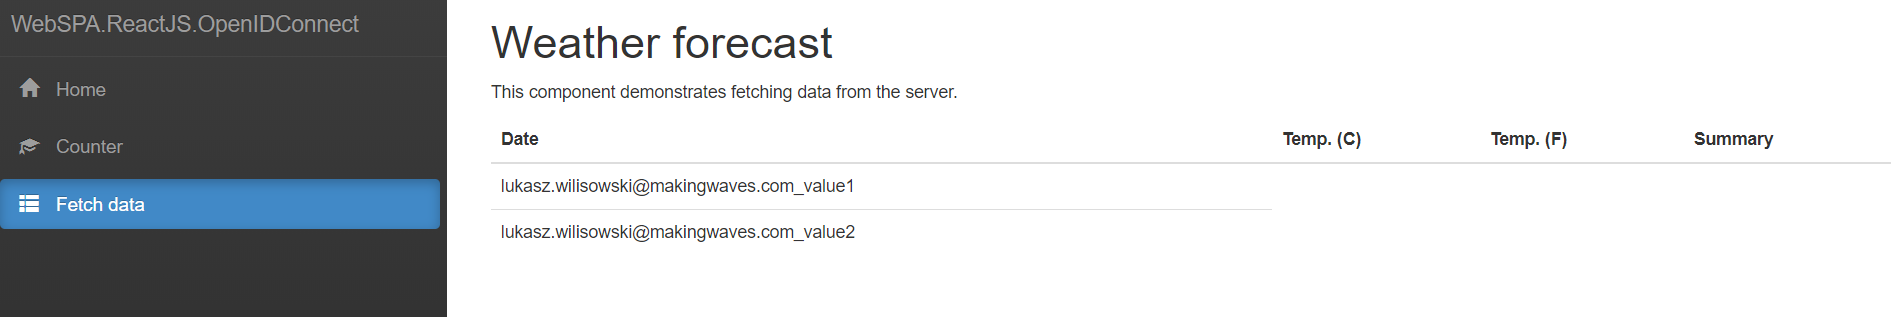 WebSPA.ReactJS.OpenIDConnect
Home
Counter
Fetch data
Weather forecast
This component demonstrates fetching data from the server.
Date Temp. (C) Temp. (F) Summary
lukasz.wilisowski@makingwaves.com_value1
lukasz.wilisowski@makingwaves.com_value2